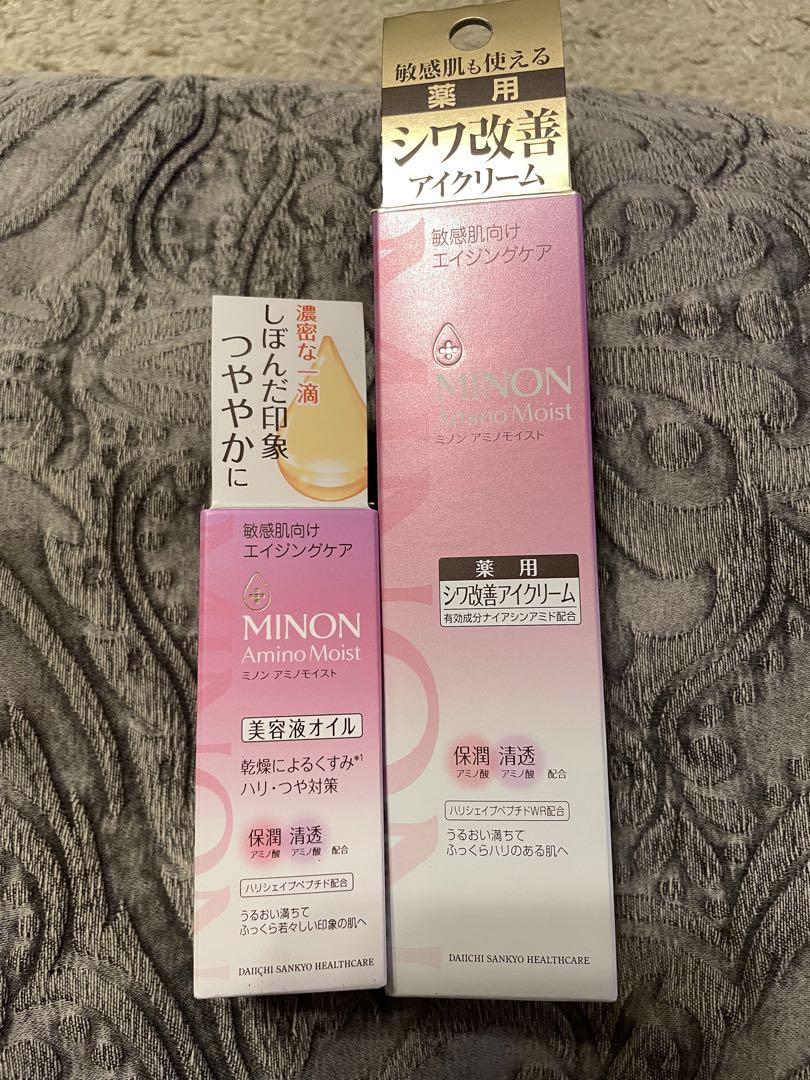 濃密な一滴
しぼんだ印象
つややかに
敏感肌向け
エイジングケア
MINON
Amino Moist
ミノン アミノモイスト
美容液オイル
乾燥によるくすみ*1
ハリ・つや対策
保潤 清透
アミノ酸 アミノ酸 配合
ハリシェイプペプチド配合
うるおい満ちて
ふっくら若々しい印象の肌へ
DAIICHI SANKYO HEALTHCARE
敏感肌も使える
薬用
シワ改善
アイクリーム
敏感肌向け
エイジングケア
MINON
Amino Moist
ミノン アミノモイスト
薬用
シワ改善アイクリーム
有効成分ナイアシンアミド配合
保潤 清透
アミノ酸 アミノ酸 配合
ハリシェイプペプチドWR配合
うるおい満ちて
ふっくらハリのある肌へ
DAIICHI SANKYO HEALTHCARE